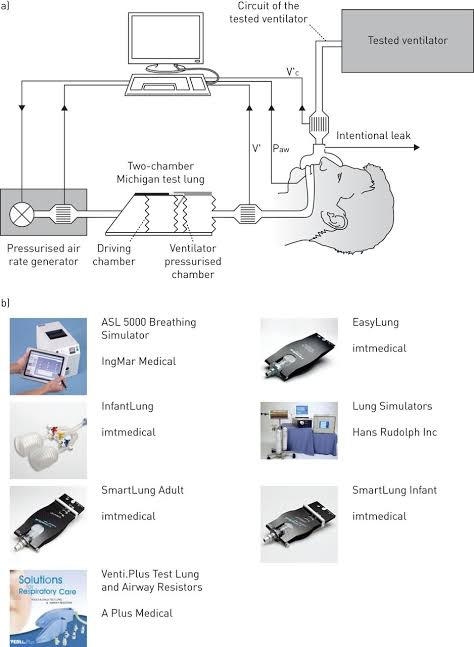 a)
Circuit of the
tested ventilator
Tested ventilator
V'c
Intentional leak
V'
Paw
Two-chamber
Michigan test lung
Pressurised air
rate generator
Driving
chamber
Ventilator
pressurised
chamber
b)
ASL 5000 Breathing
Simulator
IngMar Medical
EasyLung
imtmedical
InfantLung
imtmedical
Lung Simulators
Hans Rudolph Inc
SmartLung Adult
imtmedical
SmartLung Infant
imtmedical
Solutions
for
Respiratory Care
Venti.Plus Test Lung
and Airway Resistors
A Plus Medical